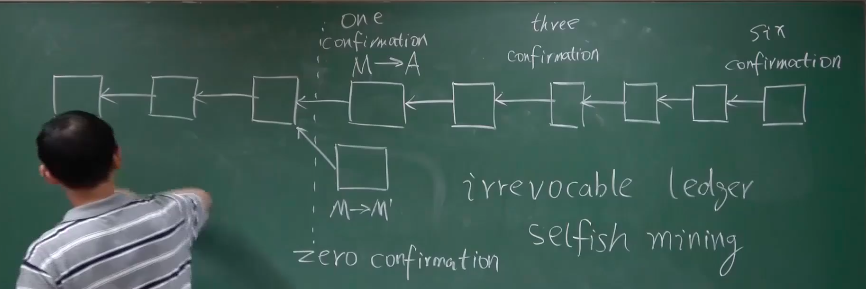 one
confirmation
M→A
three
confirmation
six
confirmation
M→M'
irrevocable ledger
selfish mining
zero confirmation